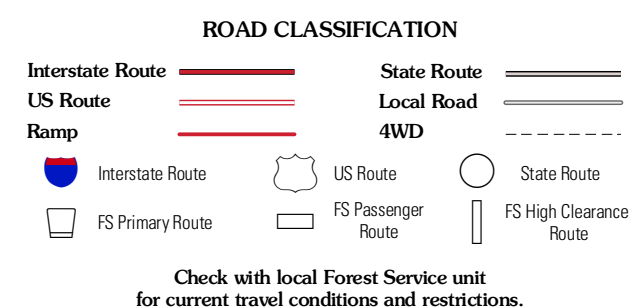 ROAD CLASSIFICATION
Interstate Route
State Route
US Route
Local Road
Ramp
4WD
Interstate Route
US Route
State Route
FS Primary Route
FS Passenger
Route
FS High Clearance
Route
Check with local Forest Service unit
for current travel conditions and restrictions.